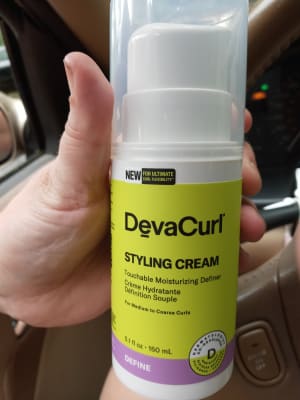 NEW FOR ULTIMATE CURL FLEXIBILITY*
DevaCurl
STYLING CREAM
Touchable Moisturizing Definer
Crème Hydratante
Définition Souple
For Medium to Coarse Curls
5.1 fl oz • 150 mL
D
DEFINE